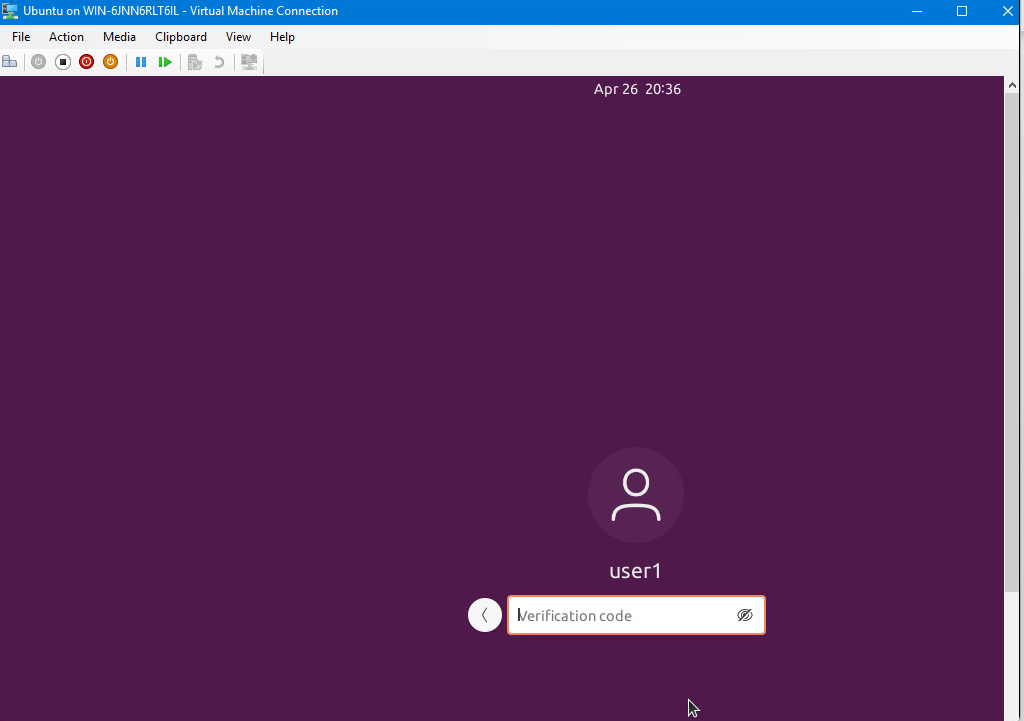 Ubuntu on WIN-6JNN6RLT6IL - Virtual Machine Connection
File Action Media Clipboard View Help
Apr 26 20:36
user1
Verification code